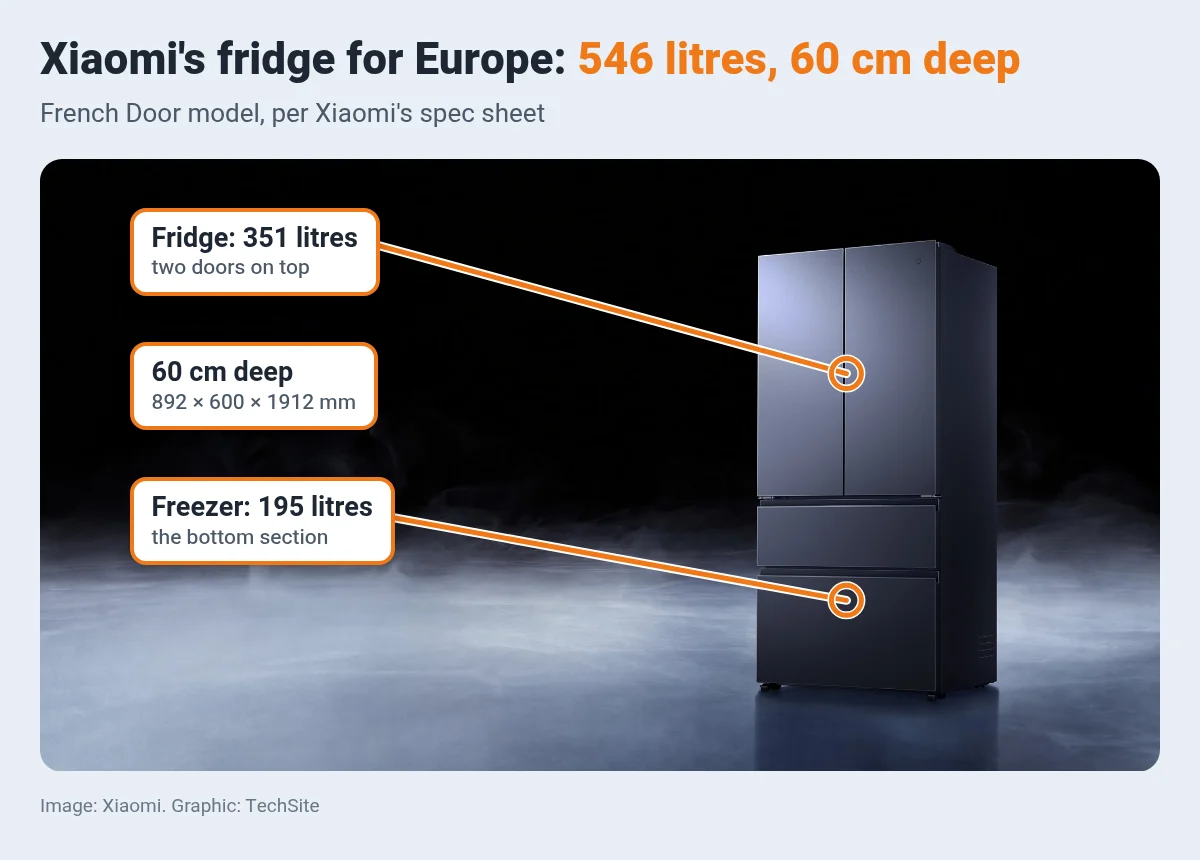 Xiaomi's fridge for Europe: 546 litres, 60 cm deep
French Door model, per Xiaomi's spec sheet
Fridge: 351 litres
two doors on top
60 cm deep
892 × 600 × 1912 mm
Freezer: 195 litres
the bottom section
Image: Xiaomi. Graphic: TechSite